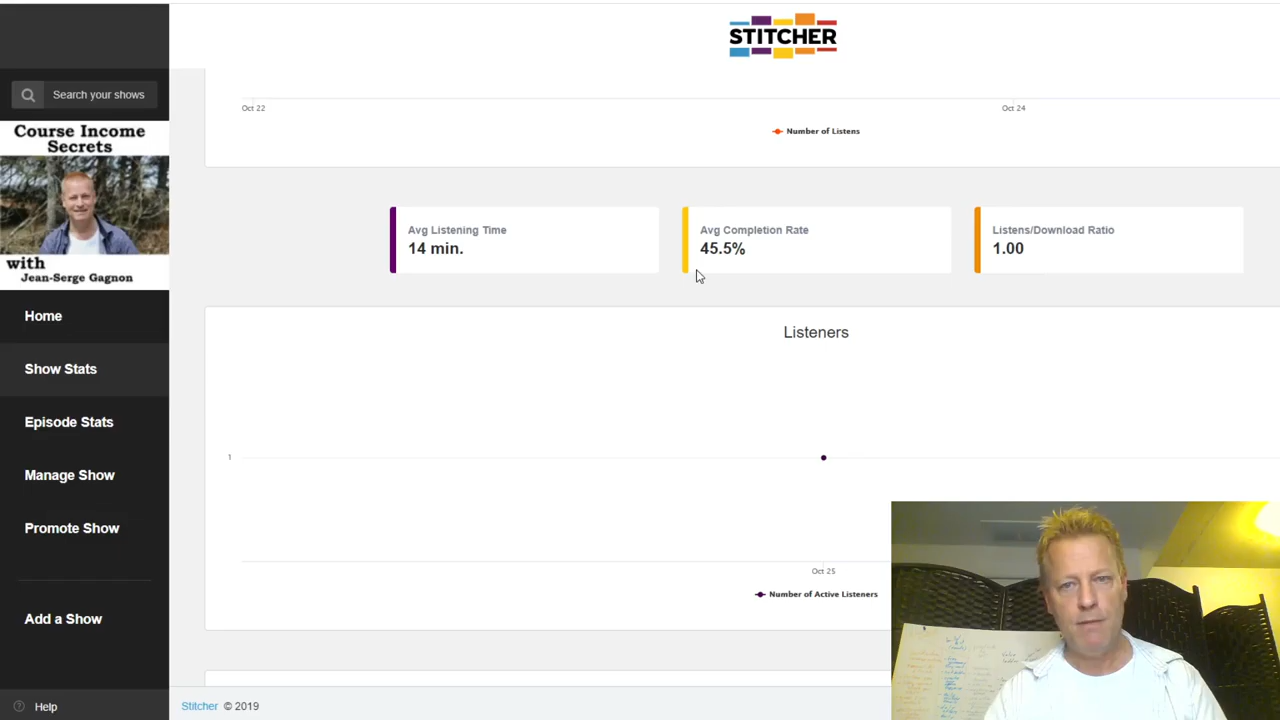 STITCHER
Search your shows
Course Income
Secrets
with
Jean-Serge Gagnon
Home
Show Stats
Episode Stats
Manage Show
Promote Show
Add a Show
Help
Oct 22
Oct 24
Number of Listens
Avg Listening Time
14 min.
Avg Completion Rate
45.5%
Listens/Download Ratio
1.00
Listeners
1
Oct 25
Number of Active Listeners
Stitcher © 2019